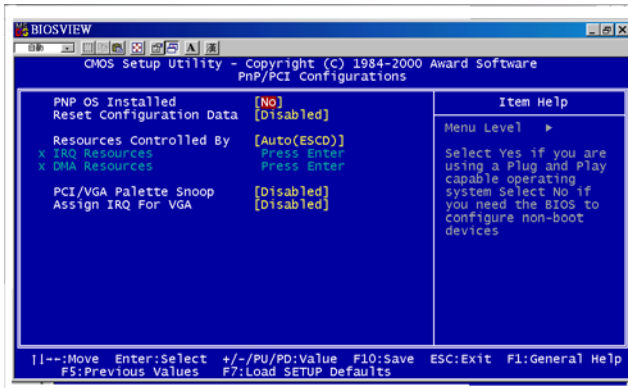 BIOSVIEW
自動
A
漢
CMOS Setup Utility - Copyright (C) 1984-2000 Award Software
PnP/PCI Configurations
PNP OS Installed [No]
Reset Configuration Data [Disabled]
Resources Controlled By [Auto(ESCD)]
x IRQ Resources Press Enter
x DMA Resources Press Enter
PCI/VGA Palette Snoop [Disabled]
Assign IRQ For VGA [Disabled]
Item Help
Menu Level ▶
Select Yes if you are
using a Plug and Play
capable operating
system Select No if
you need the BIOS to
configure non-boot
devices
↑↓→←:Move Enter:Select +/-/PU/PD:Value F10:Save ESC:Exit F1:General Help
F5:Previous Values F7:Load SETUP Defaults